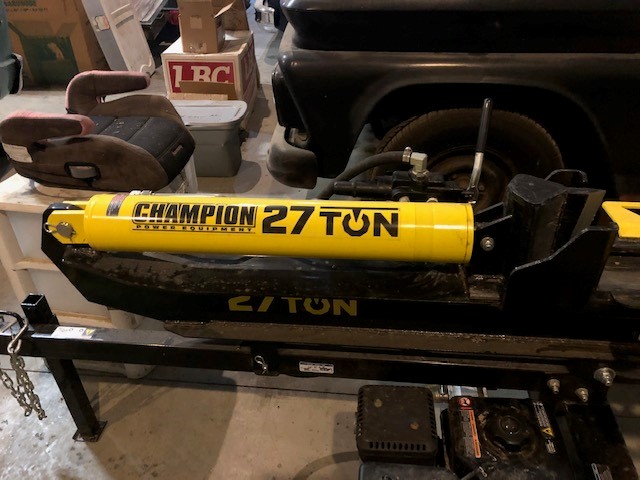 LBC
CHAMPION
POWER EQUIPMENT
27 TON
27 TON